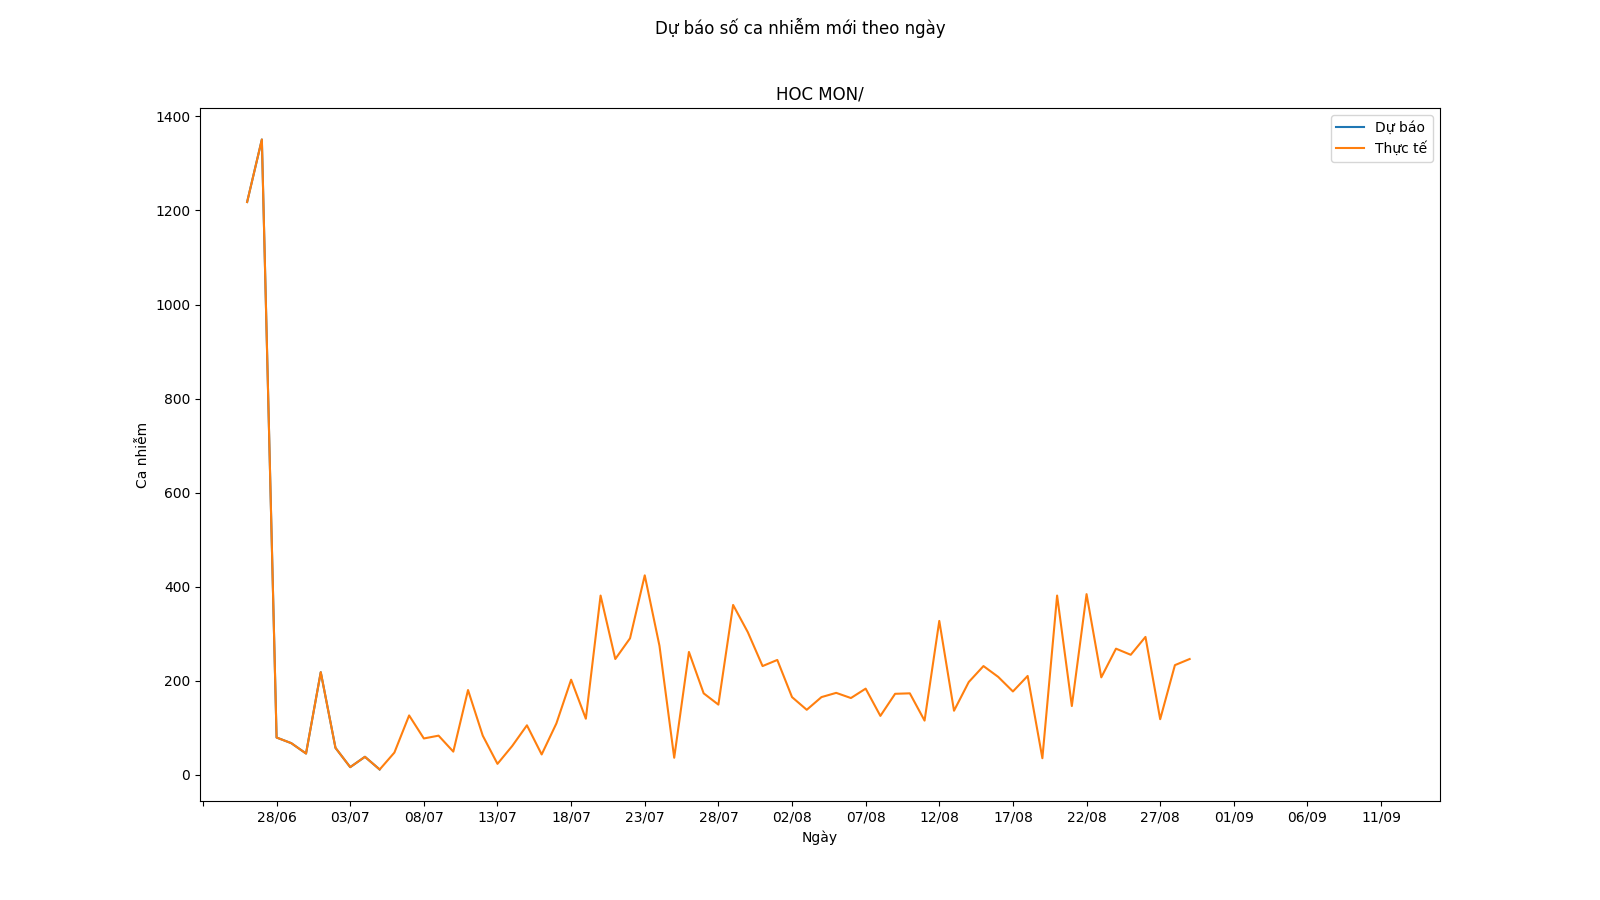 Dự báo số ca nhiễm mới theo ngày
HOC MON/
Dự báo
Thực tế
1400
1200
1000
800
600
400
200
0
Ca nhiễm
28/06 03/07 08/07 13/07 18/07 23/07 28/07 02/08 07/08 12/08 17/08 22/08 27/08 01/09 06/09 11/09
Ngày